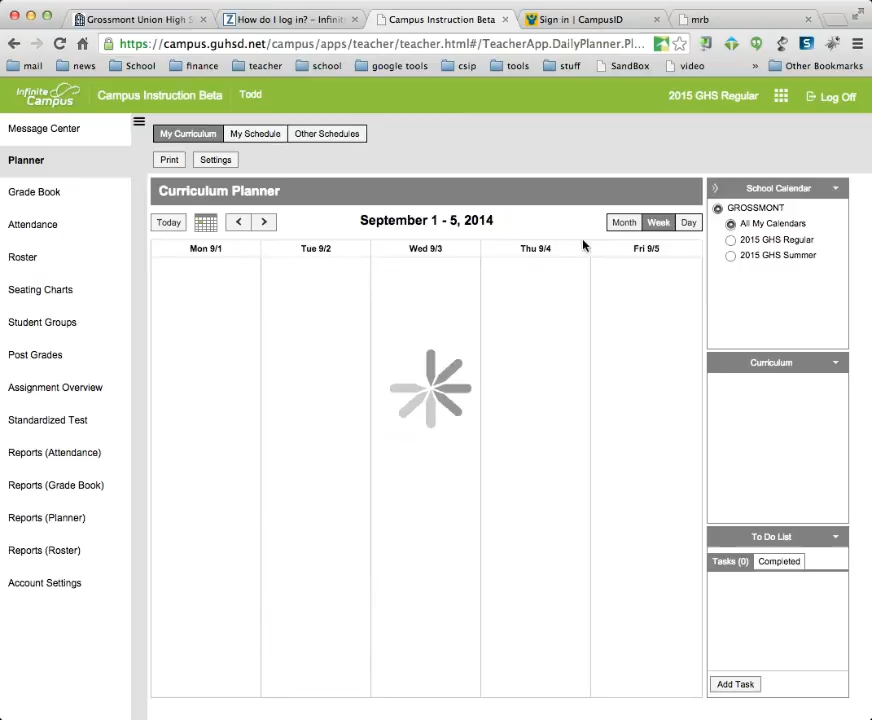 Grossmont Union High S
How do I log in? – Infinit
Campus Instruction Beta
Sign in | CampusID
mrb
https://campus.guhsd.net/campus/apps/teacher/teacher.html#/TeacherApp.DailyPlanner.Pl...
mail news School finance teacher school google tools csip tools stuff SandBox video » Other Bookmarks
Infinite Campus Campus Instruction Beta Todd 2015 GHS Regular Log Off
Message Center
Planner
Grade Book
Attendance
Roster
Seating Charts
Student Groups
Post Grades
Assignment Overview
Standardized Test
Reports (Attendance)
Reports (Grade Book)
Reports (Planner)
Reports (Roster)
Account Settings
My Curriculum My Schedule Other Schedules
Print Settings
Curriculum Planner
Today < > September 1 - 5, 2014 Month Week Day
Mon 9/1 Tue 9/2 Wed 9/3 Thu 9/4 Fri 9/5
School Calendar
GROSSMONT
All My Calendars
2015 GHS Regular
2015 GHS Summer
Curriculum
To Do List
Tasks (0) Completed
Add Task